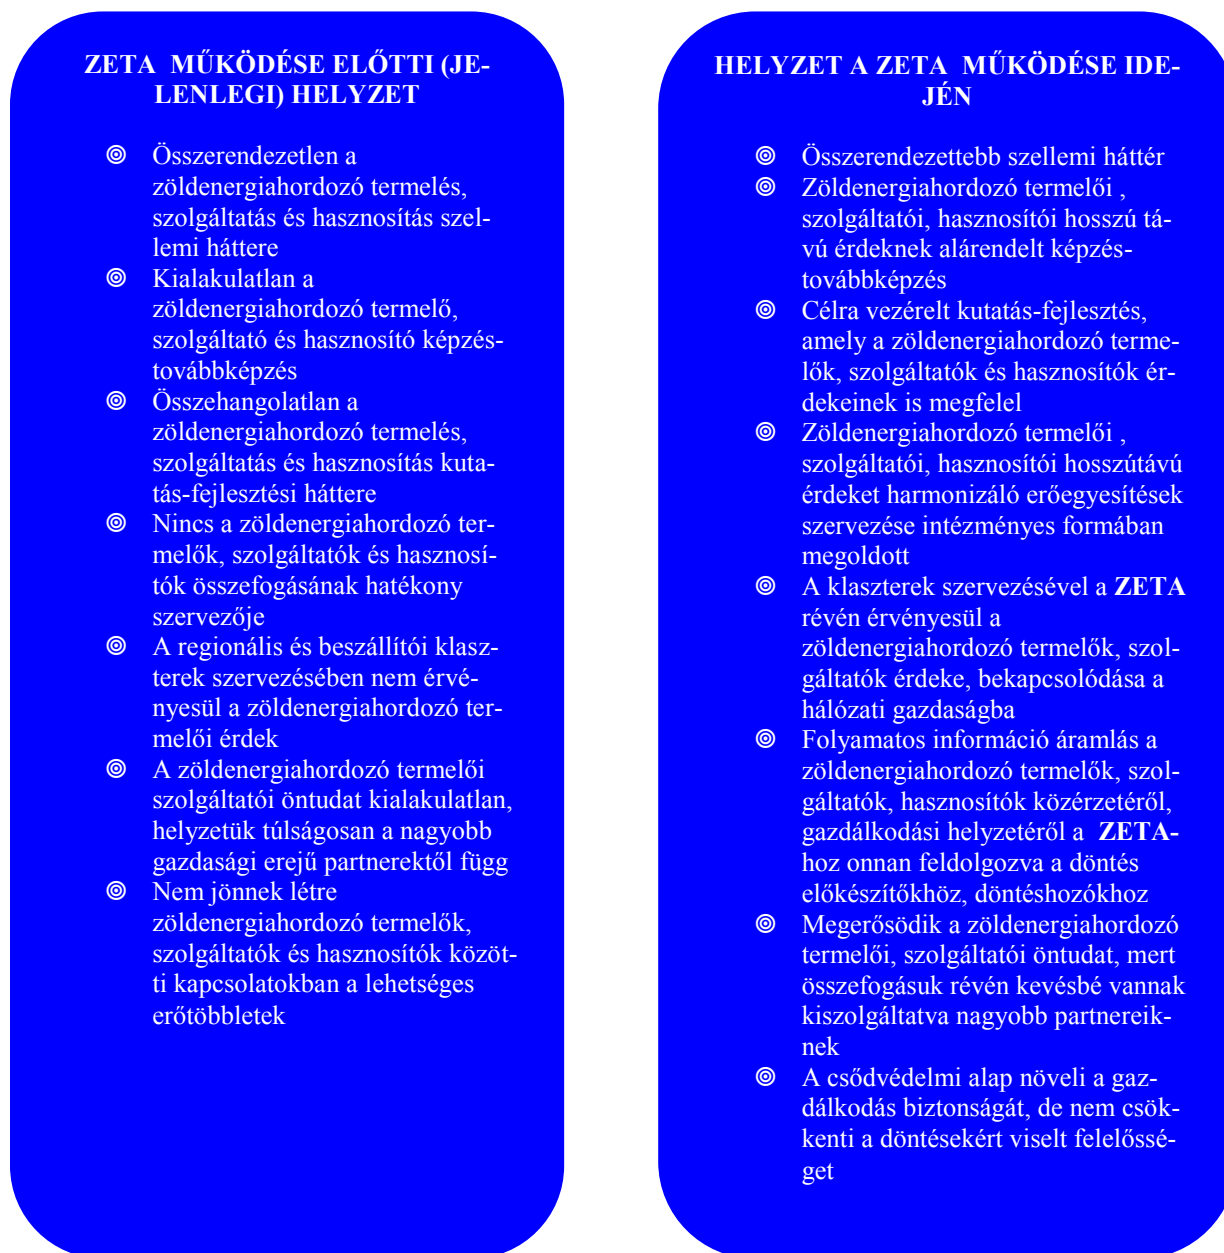 ZETA MŰKÖDÉSE ELŐTTI (JE-
LENLEGI) HELYZET
Összerendezetlen a
zöldenergiahordozó termelés,
szolgáltatás és hasznosítás szel-
lemi háttere
Kialakulatlan a
zöldenergiahordozó termelő,
szolgáltató és hasznosító képzés-
továbbképzés
Összehangolatlan a
zöldenergiahordozó termelés,
szolgáltatás és hasznosítás kuta-
tás-fejlesztési háttere
Nincs a zöldenergiahordozó ter-
melők, szolgáltatók és hasznosí-
tók összefogásának hatékony
szervezője
A regionális és beszállítói klasz-
terek szervezésében nem érvé-
nyesül a zöldenergiahordozó ter-
melői érdek
A zöldenergiahordozó termelői
szolgáltatói öntudat kialakulatlan,
helyzetük túlságosan a nagyobb
gazdasági erejű partnerektől függ
Nem jönnek létre
zöldenergiahordozó termelők,
szolgáltatók és hasznosítók közöt-
ti kapcsolatokban a lehetséges
erőtöbbletek
HELYZET A ZETA MŰKÖDÉSE IDE-
JÉN
Összerendezettebb szellemi háttér
Zöldenergiahordozó termelői ,
szolgáltatói, hasznosítói hosszú tá-
vú érdeknek alárendelt képzés-
továbbképzés
Célra vezérelt kutatás-fejlesztés,
amely a zöldenergiahordozó terme-
lők, szolgáltatók és hasznosítók ér-
dekeinek is megfelel
Zöldenergiahordozó termelői ,
szolgáltatói, hasznosítói hosszútávú
érdeket harmonizáló erőegyesítések
szervezése intézményes formában
megoldott
A klaszterek szervezésével a ZETA
révén érvényesül a
zöldenergiahordozó termelők, szol-
gáltatók érdeke, bekapcsolódása a
hálózati gazdaságba
Folyamatos információ áramlás a
zöldenergiahordozó termelők, szol-
gáltatók, hasznosítók közérzetéről,
gazdálkodási helyzetéről a ZETA-
hoz onnan feldolgozva a döntés
előkészítőkhöz, döntéshozókhoz
Megerősödik a zöldenergiahordozó
termelői, szolgáltatói öntudat, mert
összefogásuk révén kevésbé vannak
kiszolgáltatva nagyobb partnereik-
nek
A csődvédelmi alap növeli a gaz-
dálkodás biztonságát, de nem csök-
kenti a döntésekért viselt felelőssé-
get